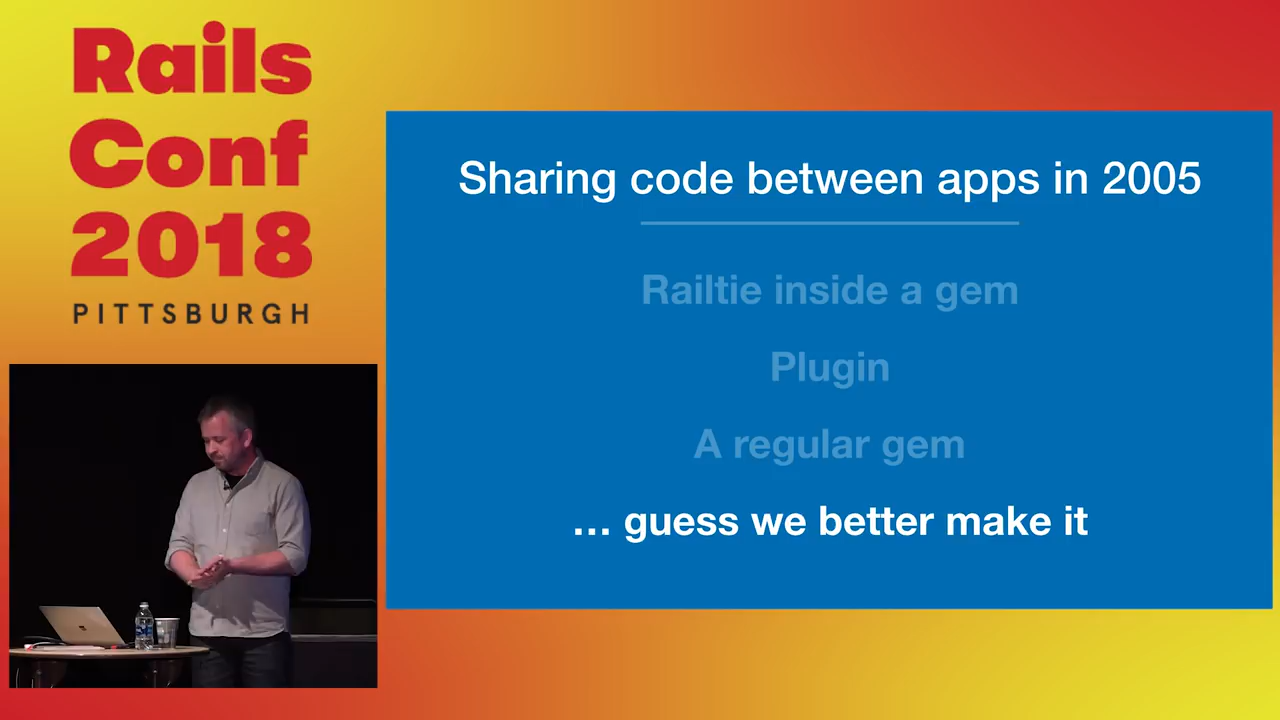 Rails
Conf
2018
PITTSBURGH
Sharing code between apps in 2005
Railtie inside a gem
Plugin
A regular gem
... guess we better make it